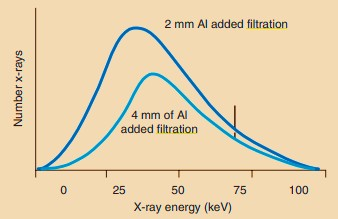 2 mm Al added filtration
Number x-rays
4 mm of Al
added filtration
0 25 50 75 100
X-ray energy (keV)